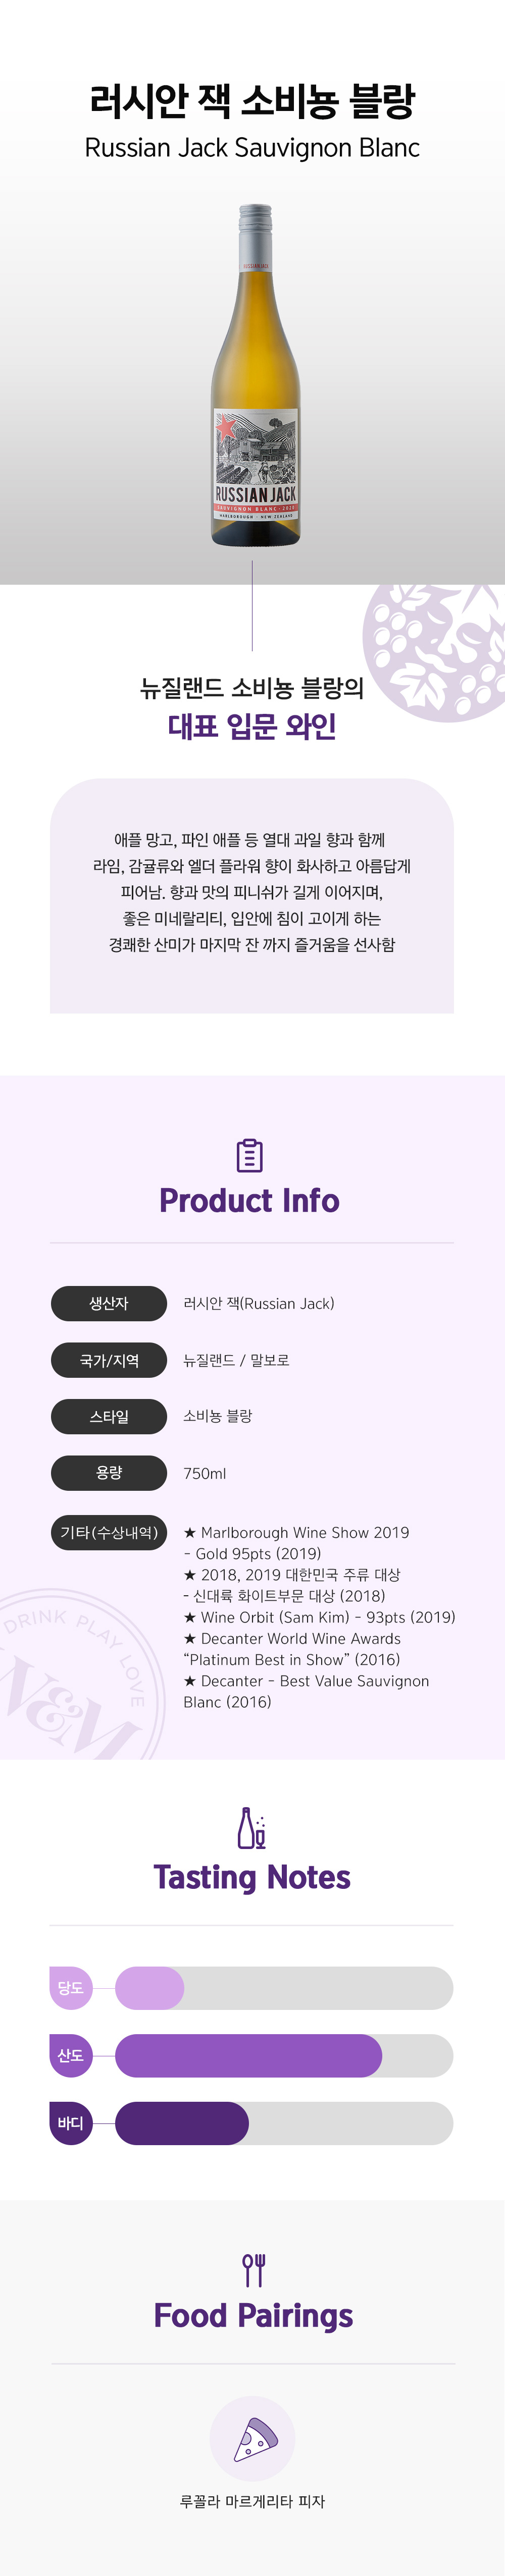 러시안 잭 소비뇽 블랑
Russian Jack Sauvignon Blanc
RUSSIAN JACK
RUSSIAN JACK
SAUVIGNON BLANC
MARLBOROUGH - NEW ZEALAND
뉴질랜드 소비뇽 블랑의
대표 입문 와인
애플 망고, 파인 애플 등 열대 과일 향과 함께
라임, 감귤류와 엘더 플라워 향이 화사하고 아름답게
피어남. 향과 맛의 피니쉬가 길게 이어지며,
좋은 미네랄리티, 입안에 침이 고이게 하는
경쾌한 산미가 마지막 잔 까지 즐거움을 선사함
Product Info
생산자 러시안 잭(Russian Jack)
국가/지역 뉴질랜드 / 말보로
스타일 소비뇽 블랑
용량 750ml
기타(수상내역) ★ Marlborough Wine Show 2019
- Gold 95pts (2019)
★ 2018, 2019 대한민국 주류 대상
- 신대륙 화이트부문 대상 (2018)
★ Wine Orbit (Sam Kim) - 93pts (2019)
★ Decanter World Wine Awards
“Platinum Best in Show” (2016)
★ Decanter - Best Value Sauvignon
Blanc (2016)
DRINK PLAY LOVE
W&M
Tasting Notes
당도
산도
바디
Food Pairings
루꼴라 마르게리타 피자